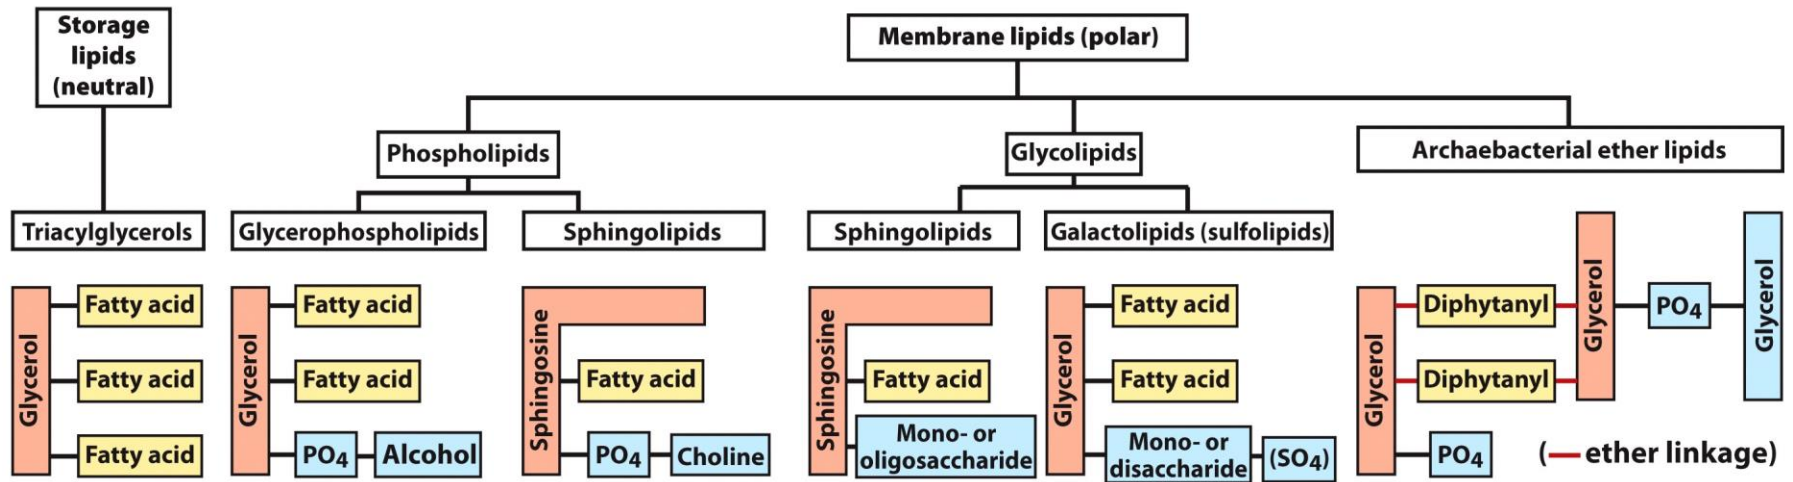 Storage
lipids
(neutral)
Membrane lipids (polar)
Phospholipids
Glycolipids
Archaebacterial ether lipids
Triacylglycerols
Glycerophospholipids
Sphingolipids
Sphingolipids
Galactolipids (sulfolipids)
Glycerol
Fatty acid
Fatty acid
Fatty acid
Glycerol
Fatty acid
Fatty acid
PO4
Alcohol
Sphingosine
Fatty acid
PO4
Choline
Sphingosine
Fatty acid
Mono- or
oligosaccharide
Glycerol
Fatty acid
Fatty acid
Mono- or
disaccharide
(SO4)
Glycerol
Diphytanyl
Diphytanyl
PO4
Glycerol
PO4
Glycerol
(— ether linkage)